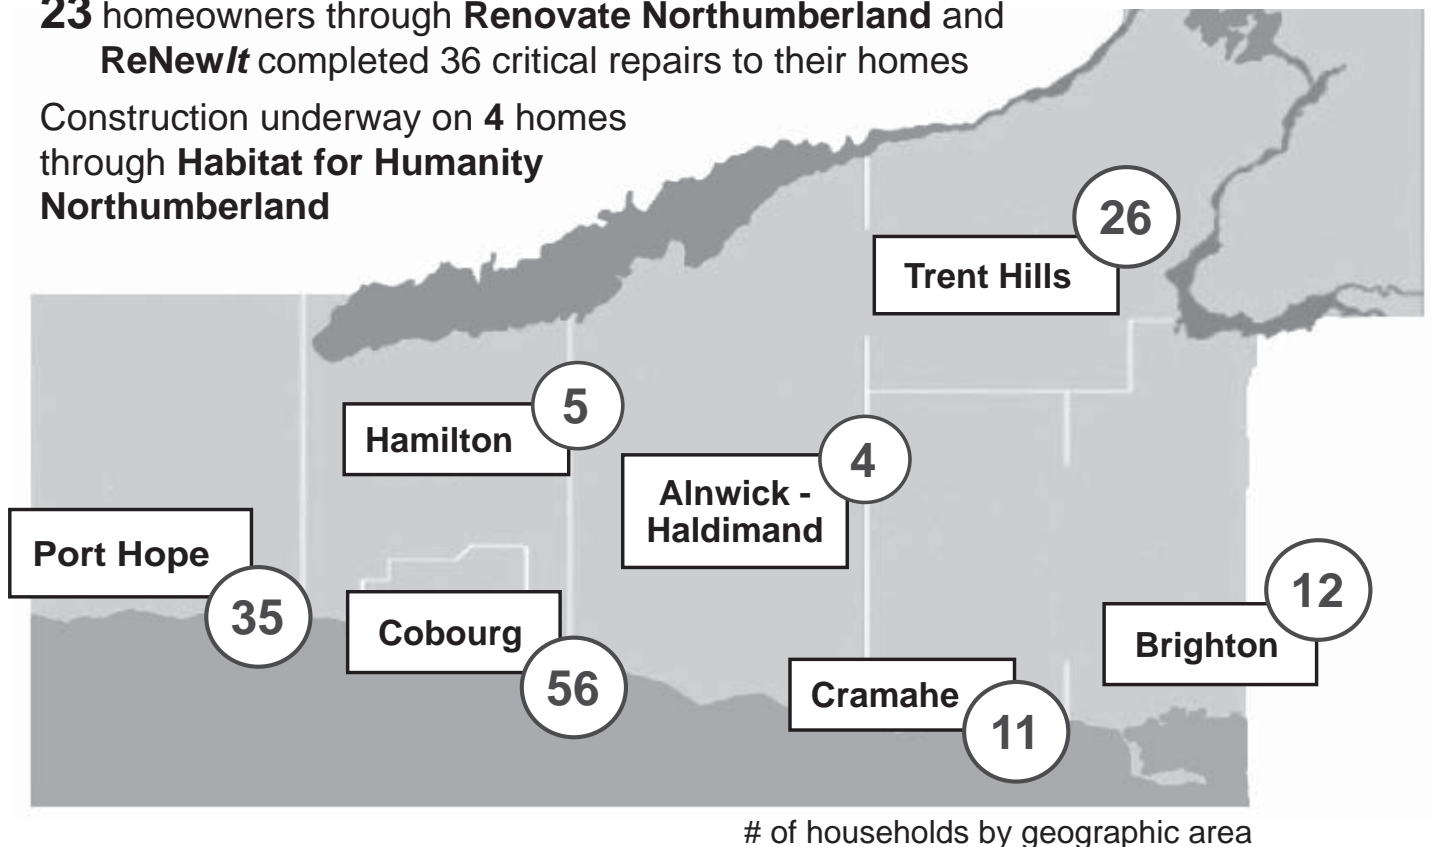 23 homeowners through Renovate Northumberland and
ReNewIt completed 36 critical repairs to their homes
Construction underway on 4 homes
through Habitat for Humanity
Northumberland
26
Trent Hills
5
Hamilton
4
Alnwick -
Haldimand
Port Hope
35
Cobourg
56
12
Brighton
Cramahe
11
# of households by geographic area